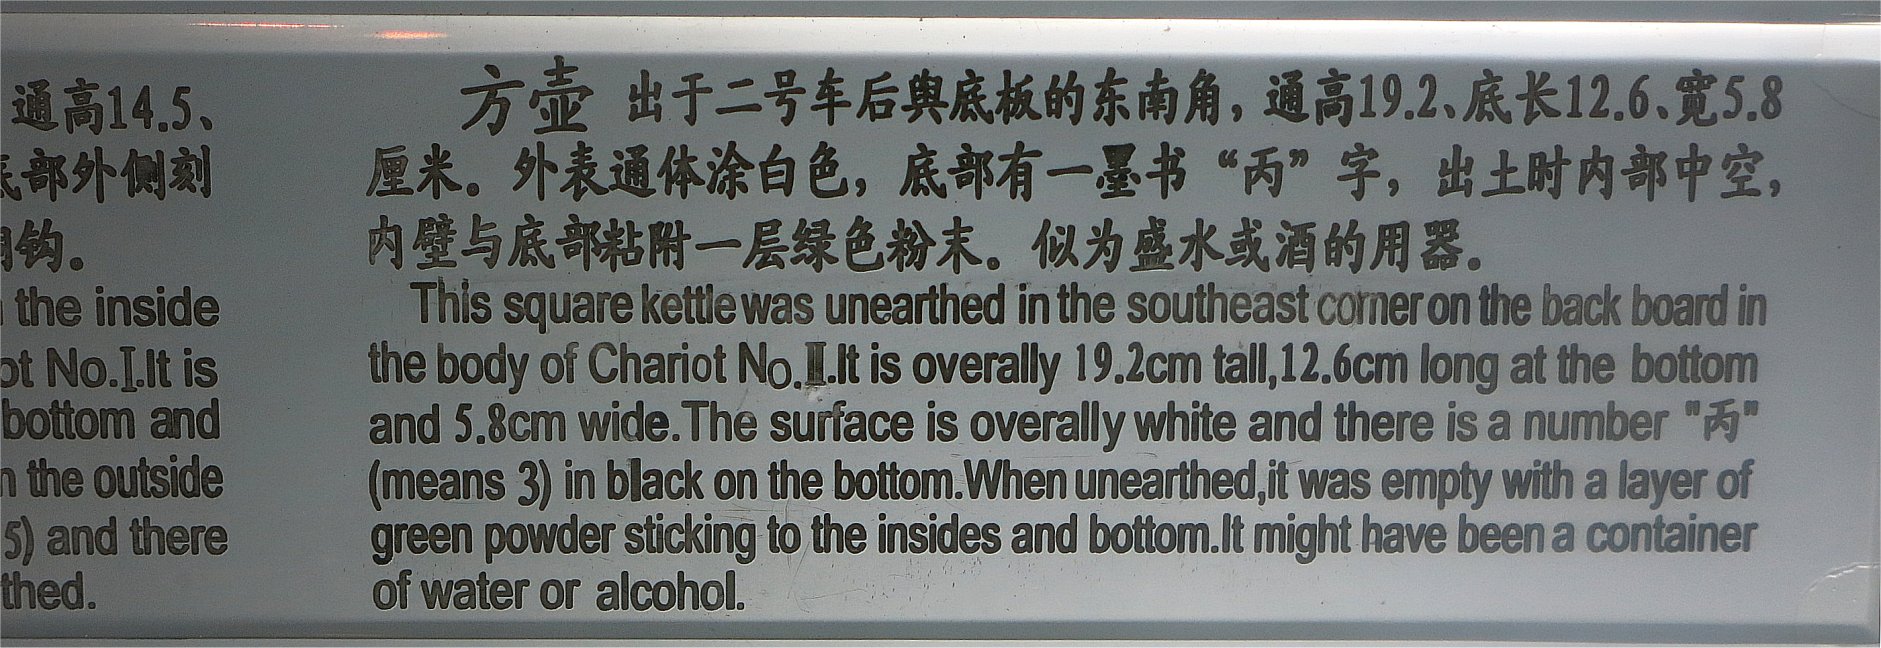 通高14.5、
底部外侧刻
钩。
the inside
ot No.Ⅰ.It is
bottom and
n the outside
5) and there
thed.
方壶 出于二号车后舆底板的东南角，通高19.2、底长12.6、宽5.8
厘米。外表通体涂白色，底部有一墨书“丙”字，出土时内部中空，
内壁与底部粘附一层绿色粉末。似为盛水或酒的用器。
This square kettle was unearthed in the southeast corner on the back board in
the body of Chariot No.Ⅱ.It is overally 19.2cm tall,12.6cm long at the bottom
and 5.8cm wide.The surface is overally white and there is a number "丙"
(means 3) in black on the bottom.When unearthed,it was empty with a layer of
green powder sticking to the insides and bottom.It might have been a container
of water or alcohol.